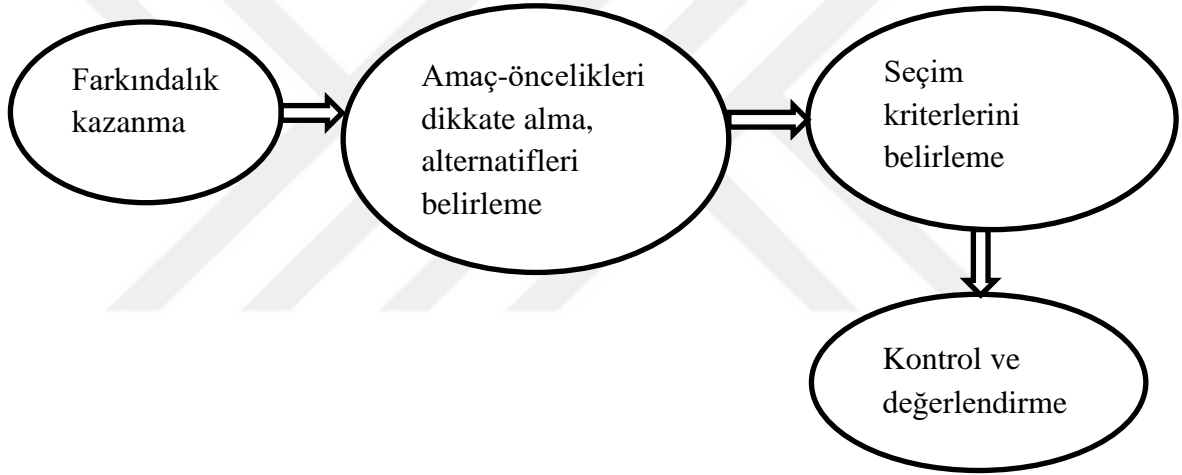 Farkındalık
kazanma
Amaç-öncelikleri
dikkate alma,
alternatifleri
belirleme
Seçim
kriterlerini
belirleme
Kontrol ve
değerlendirme